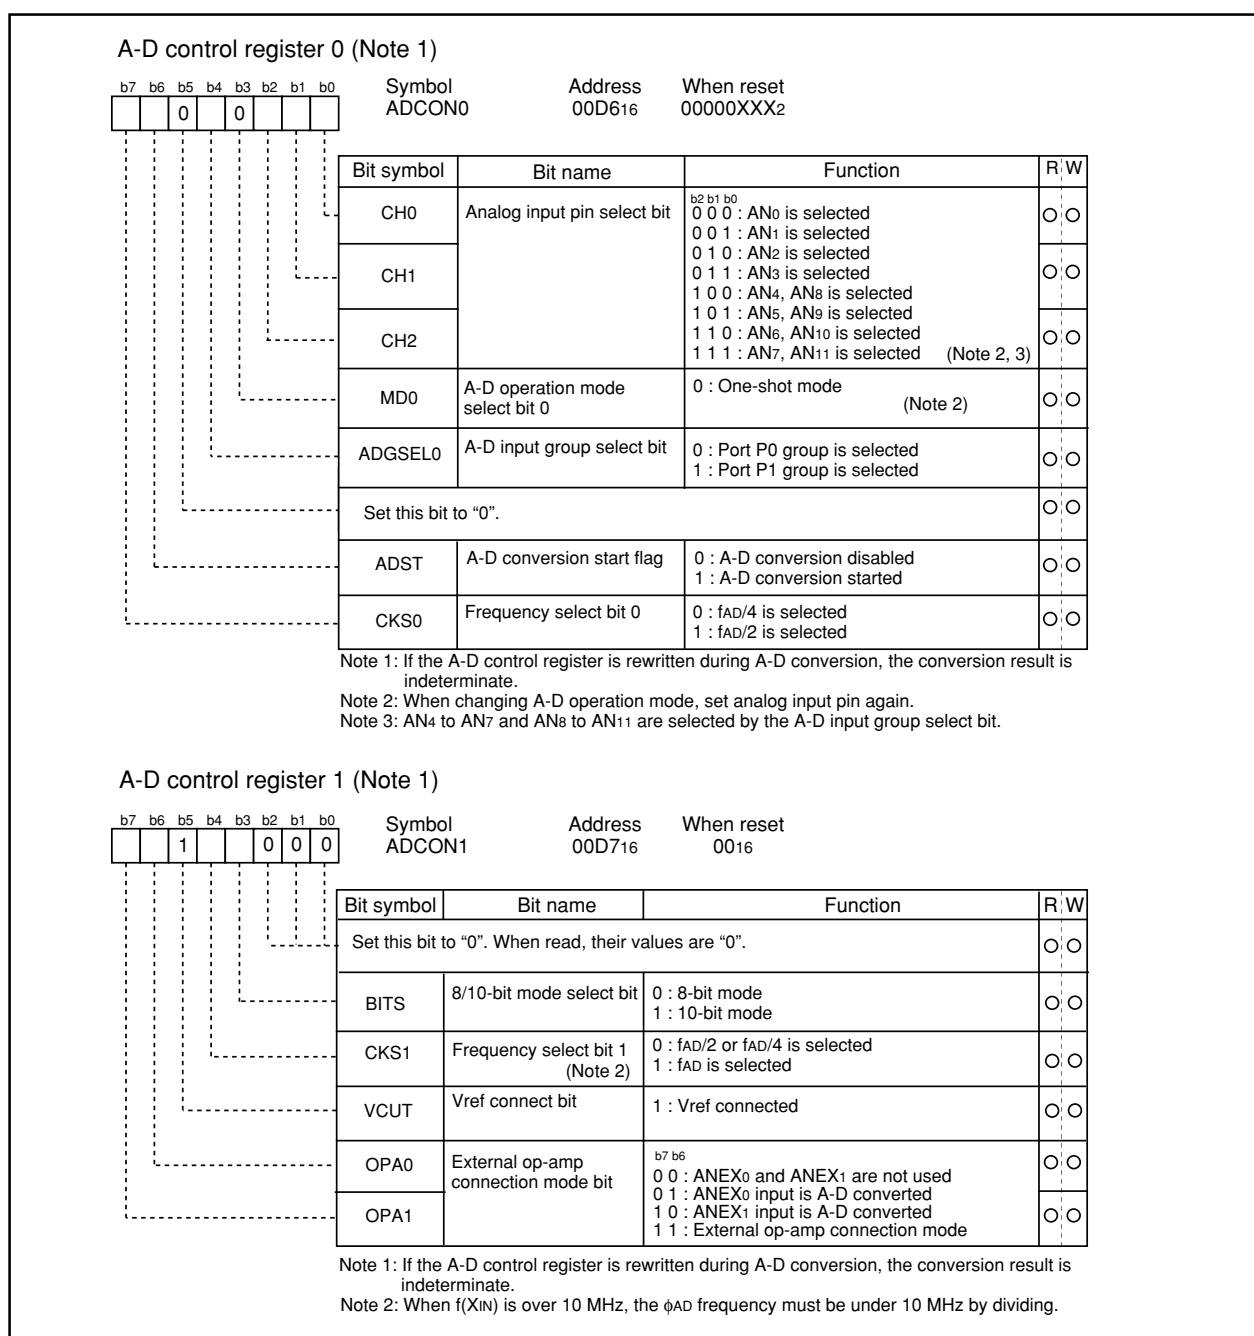 A-D control register 0 (Note 1)
b7 b6 b5 b4 b3 b2 b1 b0
0 0
Symbol Address When reset
ADCON0 00D616 00000XXX2
Bit symbol Bit name Function R W
CH0 Analog input pin select bit
b2 b1 b0
0 0 0 : AN0 is selected
0 0 1 : AN1 is selected
0 1 0 : AN2 is selected
0 1 1 : AN3 is selected
1 0 0 : AN4, AN8 is selected
1 0 1 : AN5, AN9 is selected
1 1 0 : AN6, AN10 is selected
1 1 1 : AN7, AN11 is selected (Note 2, 3)
CH1
CH2
MD0 A-D operation mode
select bit 0
0 : One-shot mode
(Note 2)
ADGSEL0 A-D input group select bit
0 : Port P0 group is selected
1 : Port P1 group is selected
Set this bit to “0”.
ADST A-D conversion start flag
0 : A-D conversion disabled
1 : A-D conversion started
CKS0 Frequency select bit 0
0 : fAD/4 is selected
1 : fAD/2 is selected
Note 1: If the A-D control register is rewritten during A-D conversion, the conversion result is
indeterminate.
Note 2: When changing A-D operation mode, set analog input pin again.
Note 3: AN4 to AN7 and AN8 to AN11 are selected by the A-D input group select bit.
A-D control register 1 (Note 1)
b7 b6 b5 b4 b3 b2 b1 b0
1 0 0 0
Symbol Address When reset
ADCON1 00D716 0016
Bit symbol Bit name Function R W
Set this bit to “0”. When read, their values are “0”.
BITS 8/10-bit mode select bit
0 : 8-bit mode
1 : 10-bit mode
CKS1 Frequency select bit 1
(Note 2)
0 : fAD/2 or fAD/4 is selected
1 : fAD is selected
VCUT Vref connect bit 1 : Vref connected
OPA0 External op-amp
connection mode bit
b7 b6
0 0 : ANEX0 and ANEX1 are not used
0 1 : ANEX0 input is A-D converted
1 0 : ANEX1 input is A-D converted
1 1 : External op-amp connection mode
OPA1
Note 1: If the A-D control register is rewritten during A-D conversion, the conversion result is
indeterminate.
Note 2: When f(XIN) is over 10 MHz, the ϕAD frequency must be under 10 MHz by dividing.